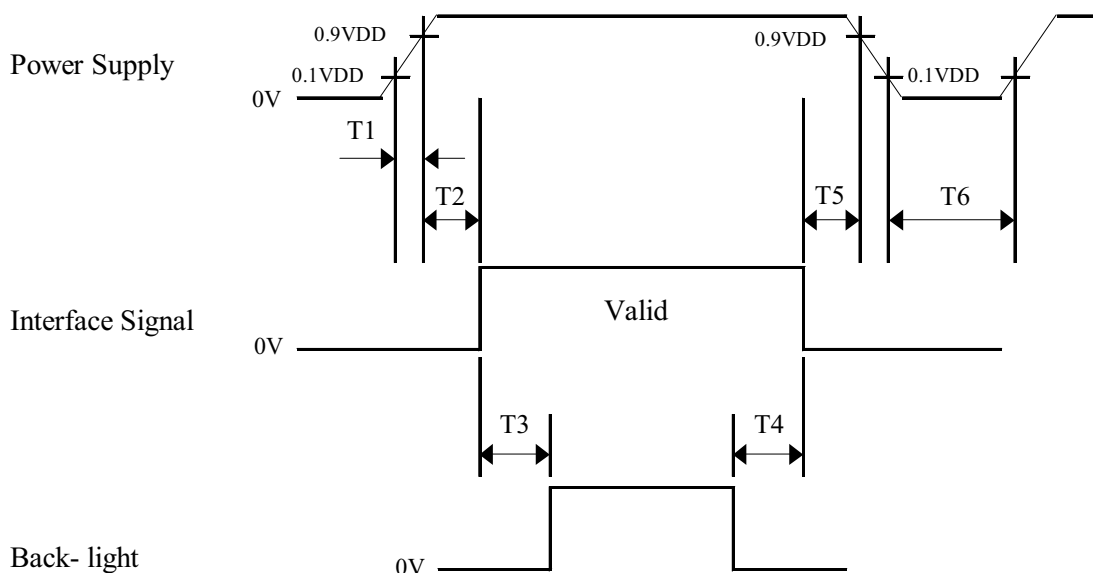 0.9VDD
0.9VDD
Power Supply
0.1VDD
0.1VDD
0V
T1
T2
T5
T6
Interface Signal
Valid
0V
T3
T4
Back- light
0V